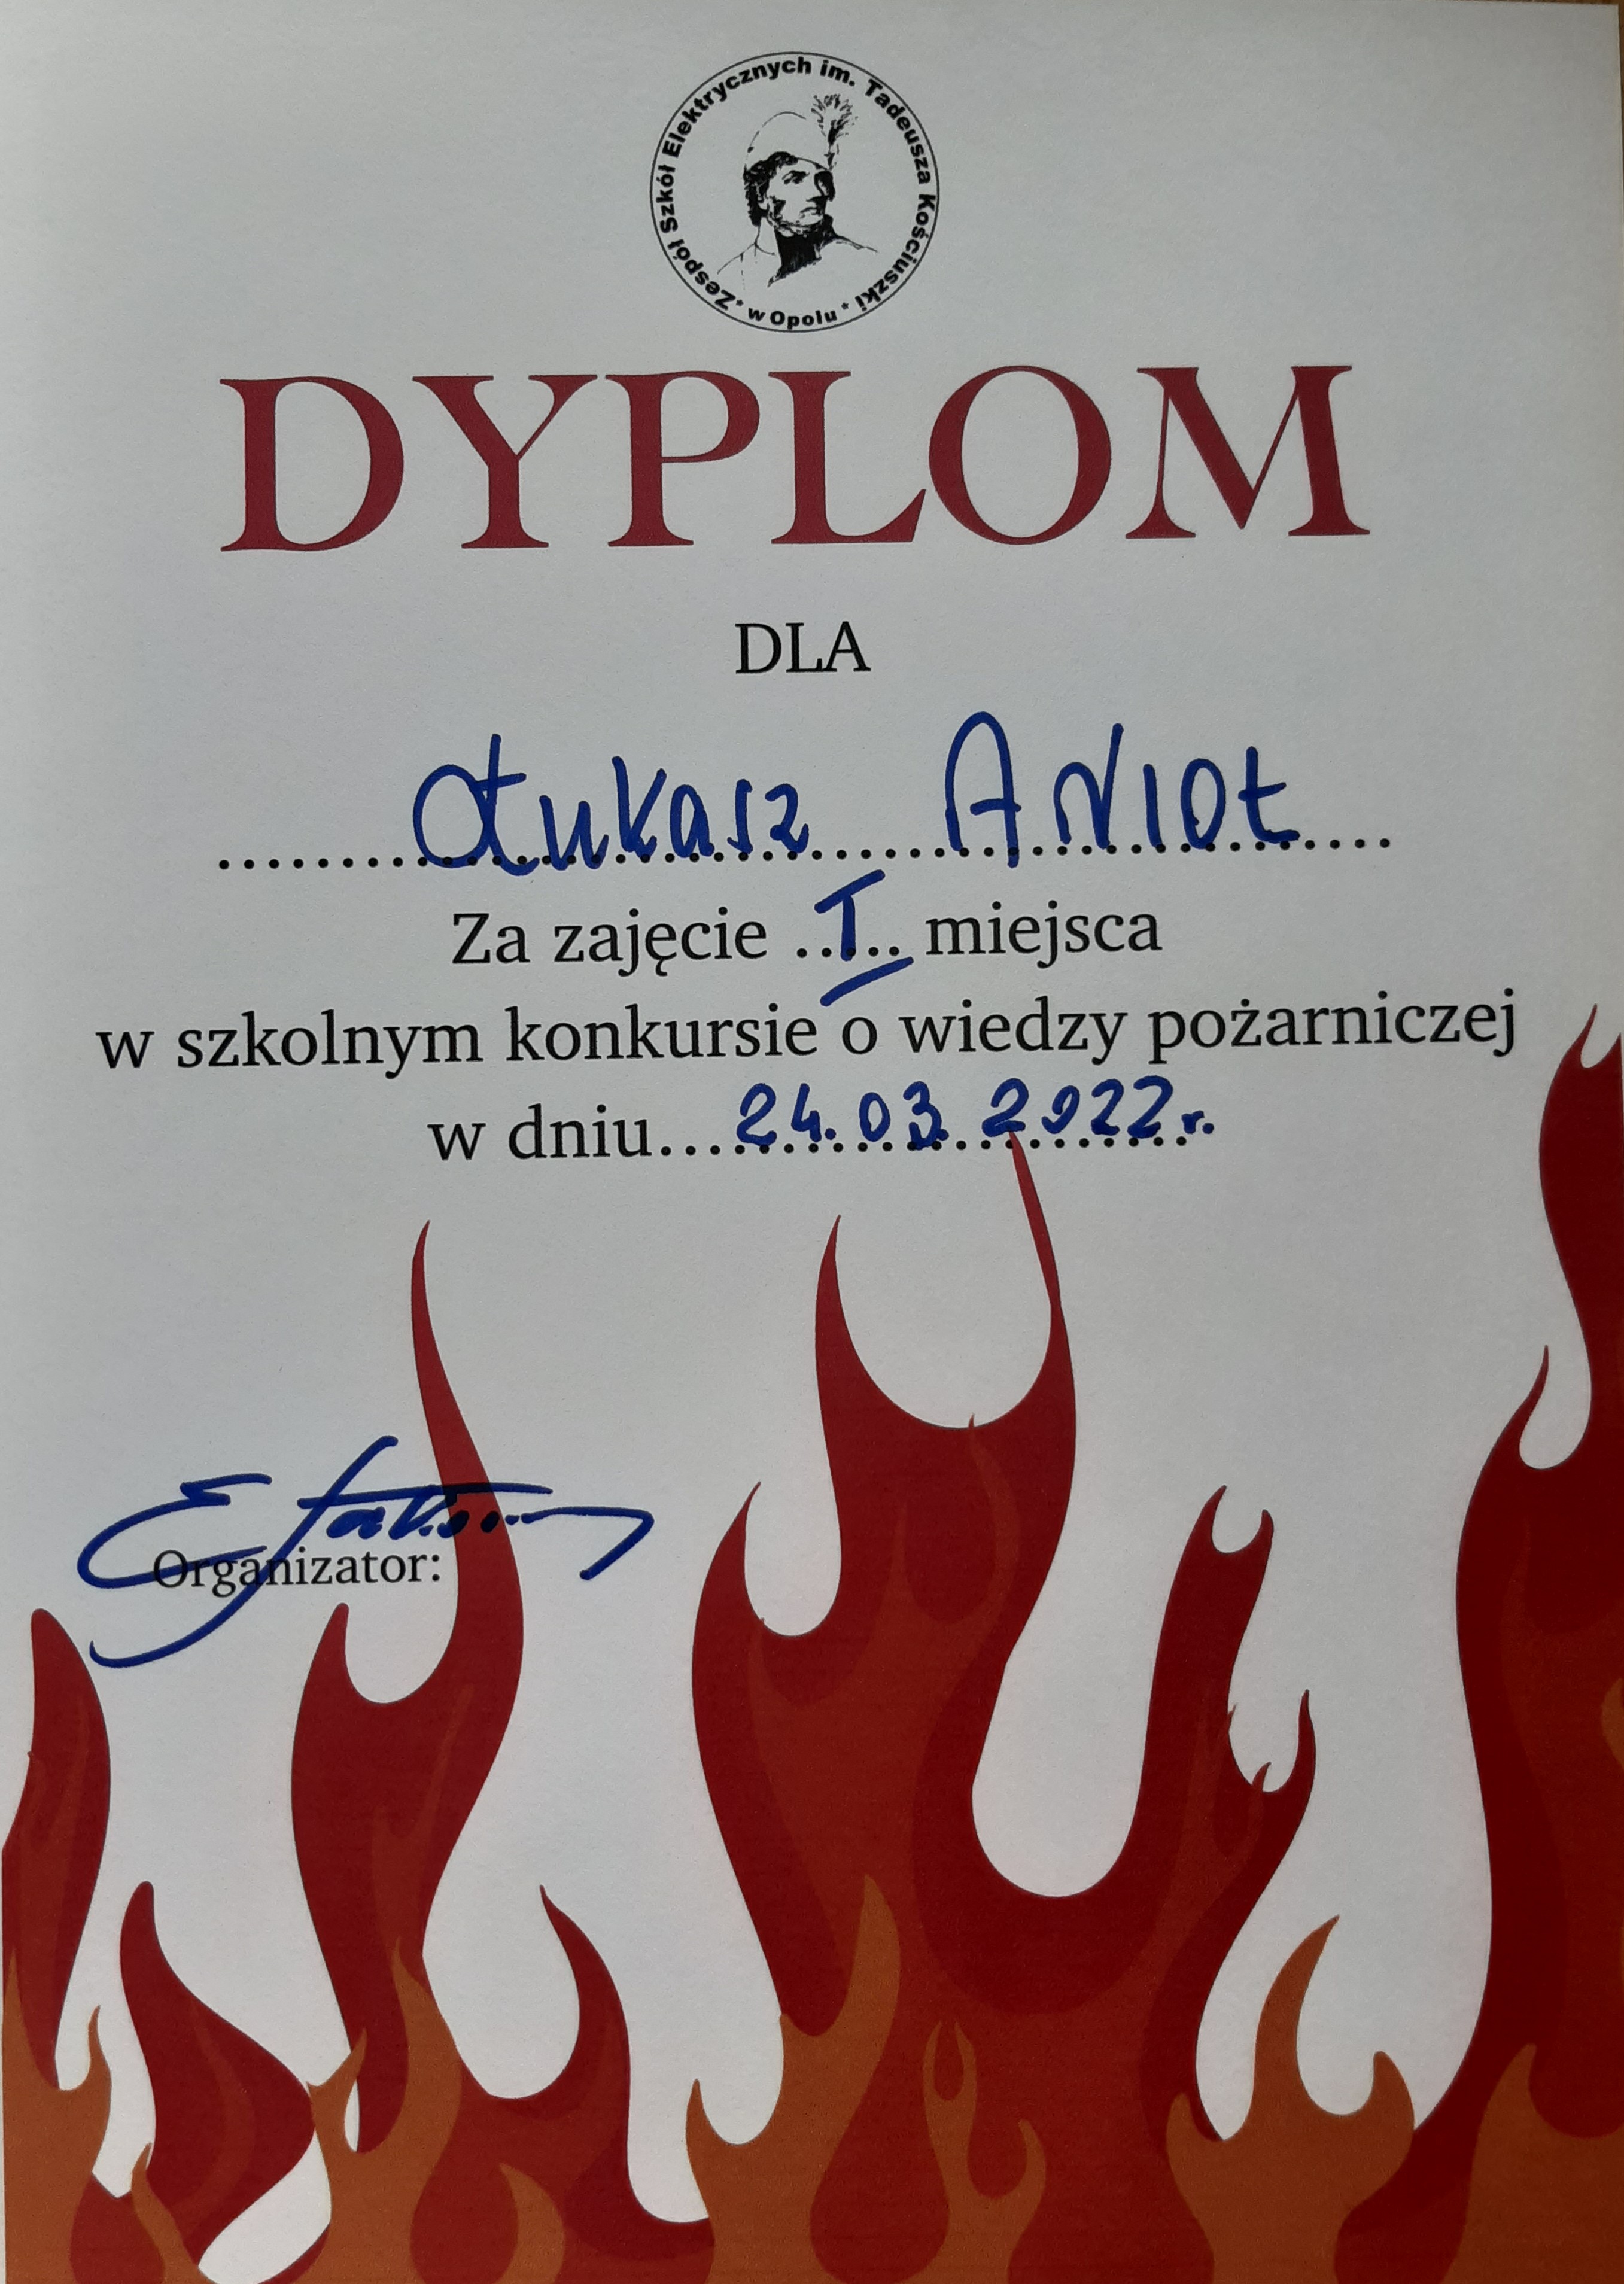 Zespół Szkół Elektrycznych im. Tadeusza Kościuszki
* w Opolu *
DYPLOM
DLA
Łukasz ANIOŁ
Za zajęcie ..I.. miejsca
w szkolnym konkursie o wiedzy pożarniczej
w dniu...24.03.2022r.
Organizator: